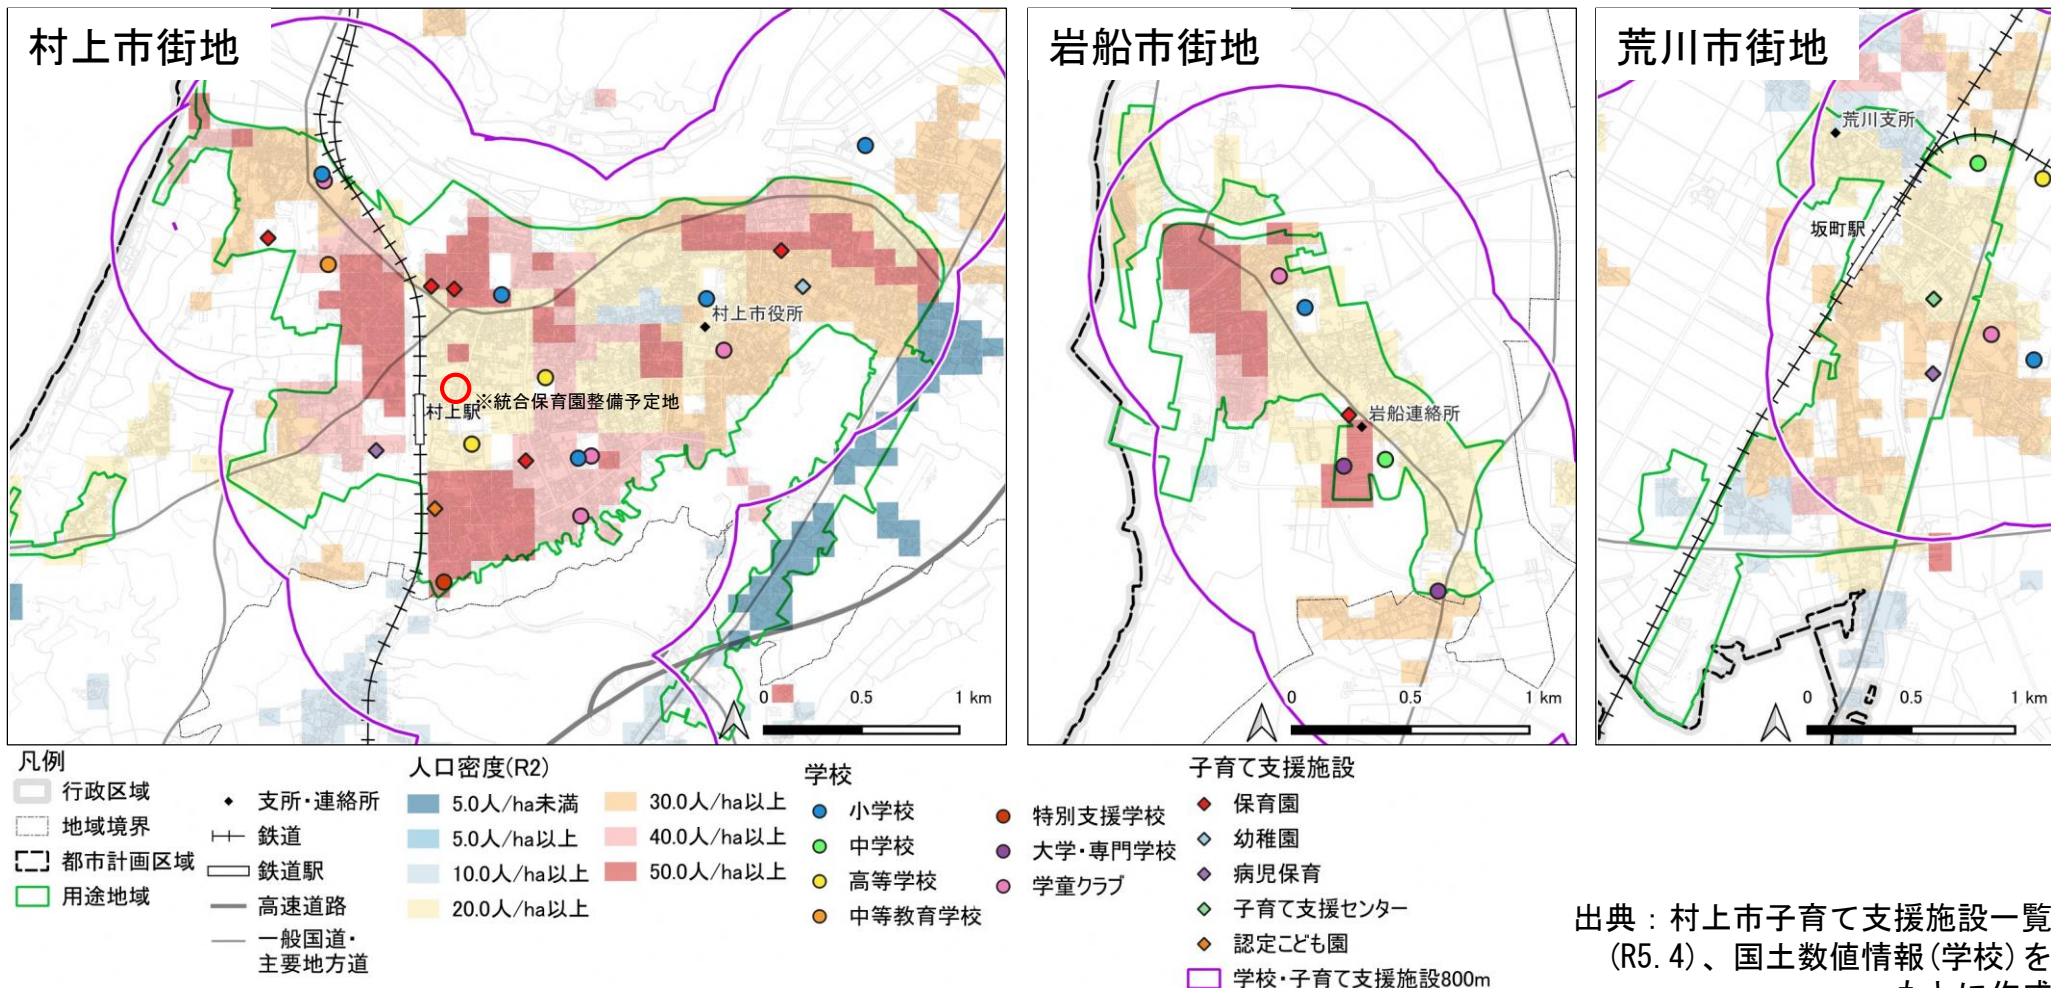 村上市街地
村上市役所
※統合保育園整備予定地
村上駅
0 0.5 1 km
岩船市街地
岩船連絡所
0 0.5 1 km
荒川市街地
荒川支所
坂町駅
0 0.5 1 km
凡例
行政区域
地域境界
都市計画区域
用途地域
支所・連絡所
鉄道
鉄道駅
高速道路
一般国道・
主要地方道
人口密度(R2)
5.0人/ha未満
5.0人/ha以上
10.0人/ha以上
20.0人/ha以上
30.0人/ha以上
40.0人/ha以上
50.0人/ha以上
学校
小学校
中学校
高等学校
中等教育学校
特別支援学校
大学・専門学校
学童クラブ
子育て支援施設
保育園
幼稚園
病児保育
子育て支援センター
認定こども園
学校・子育て支援施設800m
出典：村上市子育て支援施設一覧
(R5.4)、国土数値情報(学校)を